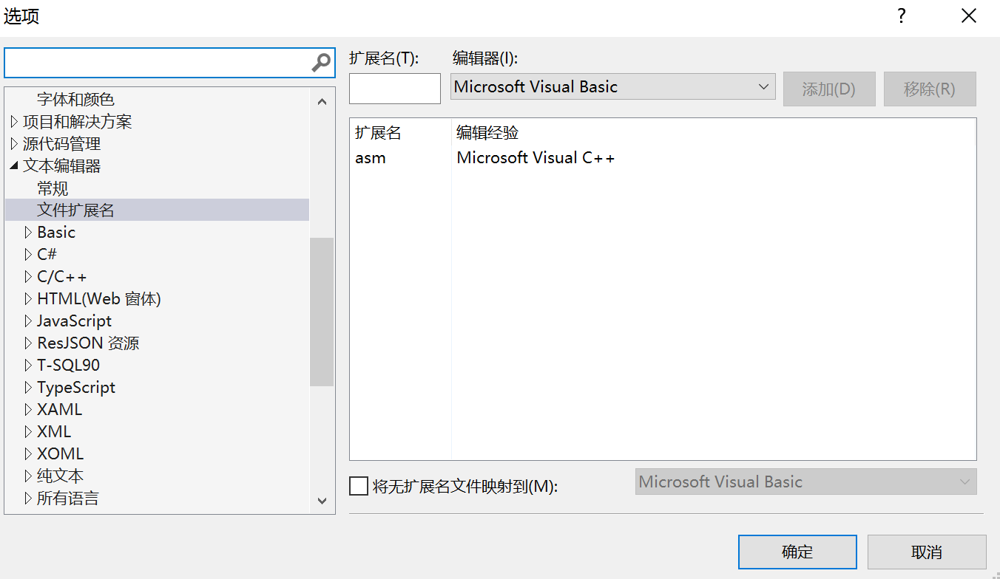 选项
?
字体和颜色
项目和解决方案
源代码管理
文本编辑器
常规
文件扩展名
Basic
C#
C/C++
HTML(Web 窗体)
JavaScript
ResJSON 资源
T-SQL90
TypeScript
XAML
XML
XOML
纯文本
所有语言
扩展名(T):
编辑器(I):
Microsoft Visual Basic
添加(D)
移除(R)
扩展名 编辑经验
asm Microsoft Visual C++
将无扩展名文件映射到(M):
Microsoft Visual Basic
确定
取消